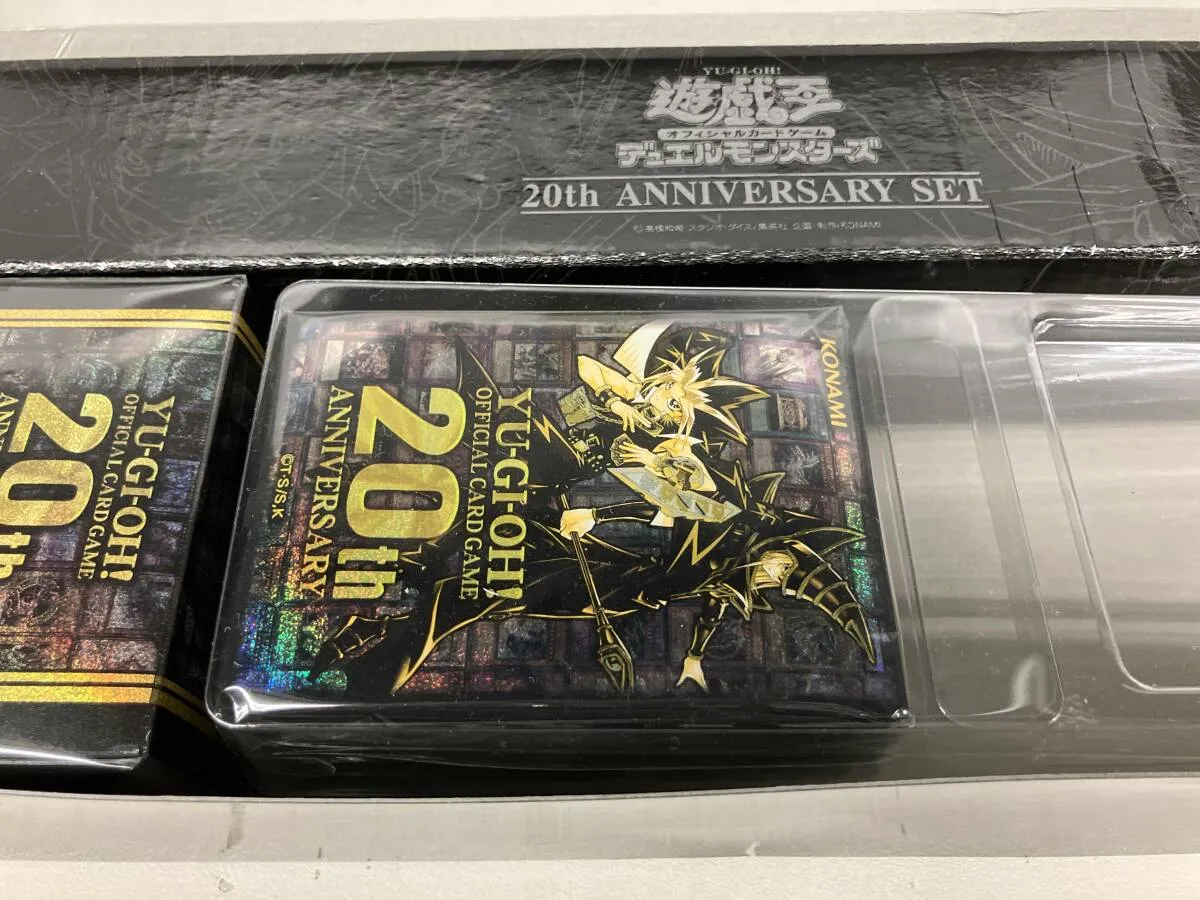 YU-GI-OH!
遊戯王
オフィシャルカードゲーム
デュエルモンスターズ
20th ANNIVERSARY SET
©高橋和希 スタジオ・ダイス/集英社 企画・制作/KONAMI
YU-GI-OH!
OFFICIAL CARD GAME
20th
ANNIVERSARY
KONAMI
YU-GI-OH!
OFFICIAL CARD GAME
20th
ANNIVERSARY
©T・S/S.K